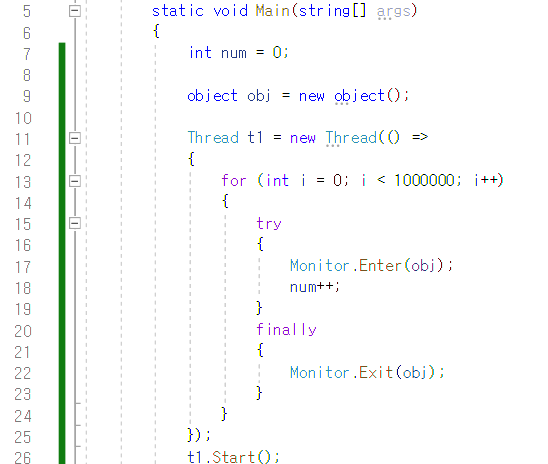 5 static void Main(string[] args)
6 {
7 int num = 0;
8
9 object obj = new object();
10
11 Thread t1 = new Thread(() =>
12 {
13 for (int i = 0; i < 1000000; i++)
14 {
15 try
16 {
17 Monitor.Enter(obj);
18 num++;
19 }
20 finally
21 {
22 Monitor.Exit(obj);
23 }
24 }
25 });
26 t1.Start();